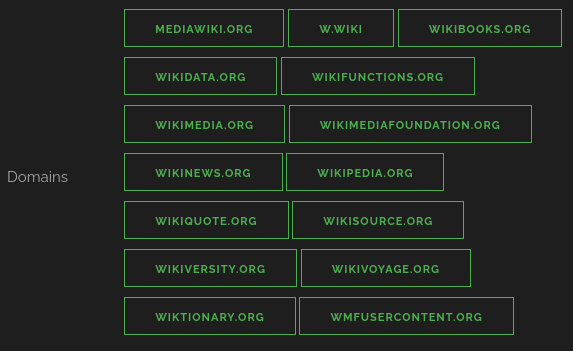 MEDIAWIKI.ORG W.WIKI WIKIBOOKS.ORG
WIKIDATA.ORG WIKIFUNCTIONS.ORG
WIKIMEDIA.ORG WIKIMEDIAFOUNDATION.ORG
Domains
WIKINEWS.ORG WIKIPEDIA.ORG
WIKIQUOTE.ORG WIKISOURCE.ORG
WIKIVERSITY.ORG WIKIVOYAGE.ORG
WIKTIONARY.ORG WMFUSERCONTENT.ORG